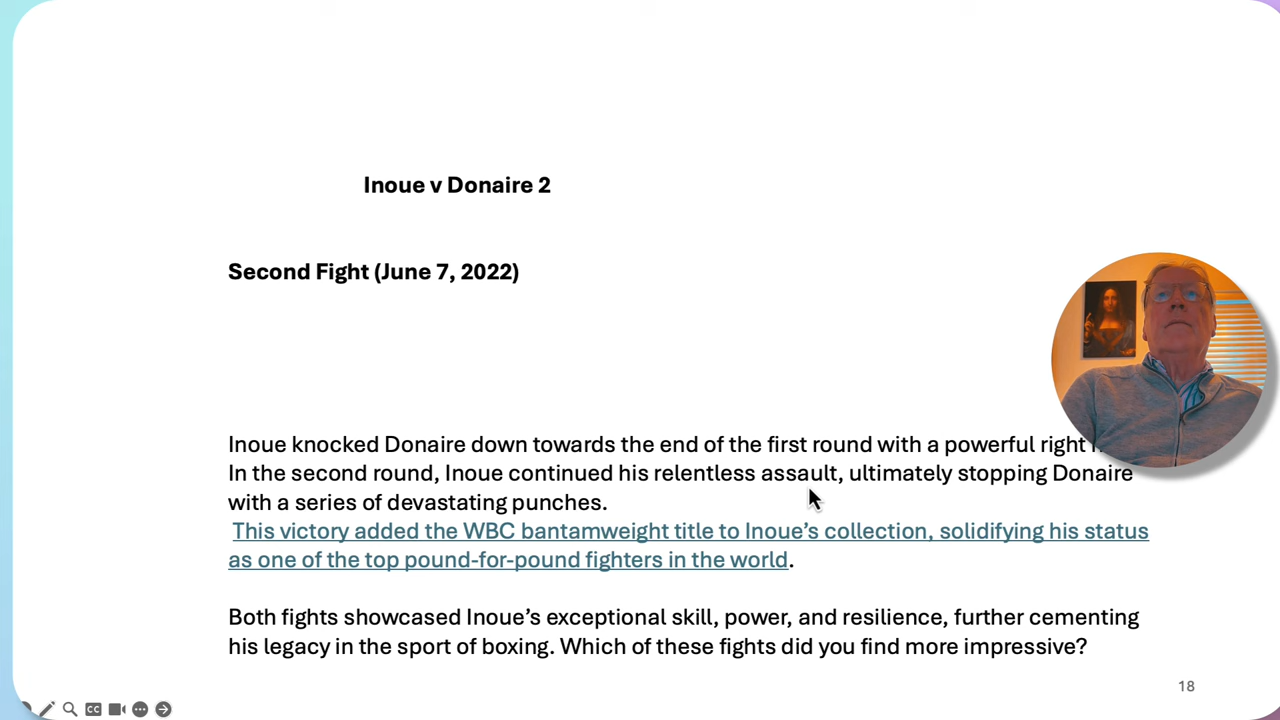 Inoue v Donaire 2
Second Fight (June 7, 2022)
Inoue knocked Donaire down towards the end of the first round with a powerful right
In the second round, Inoue continued his relentless assault, ultimately stopping Donaire
with a series of devastating punches.
This victory added the WBC bantamweight title to Inoue’s collection, solidifying his status
as one of the top pound-for-pound fighters in the world.
Both fights showcased Inoue’s exceptional skill, power, and resilience, further cementing
his legacy in the sport of boxing. Which of these fights did you find more impressive?
18
CC